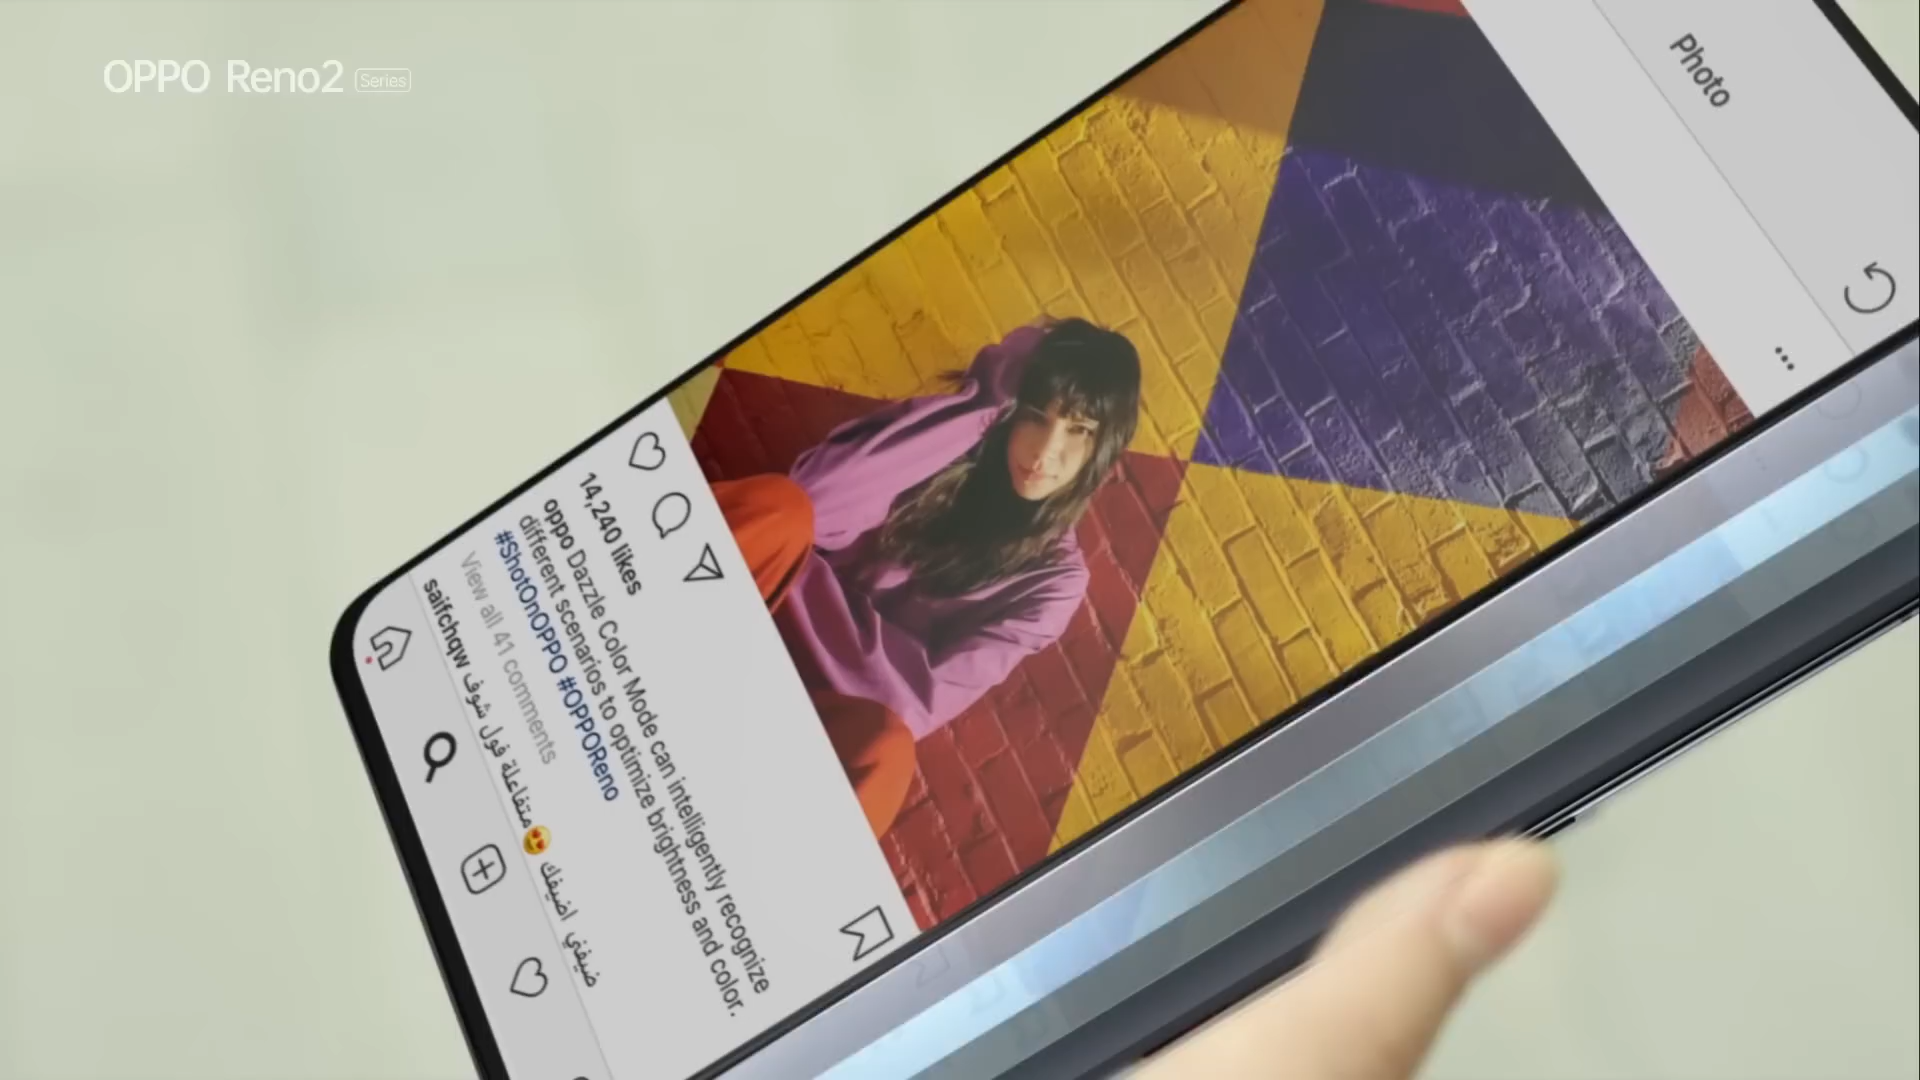 OPPO Reno2 Series
Photo
14,240 likes
oppo Dazzle Color Mode can intelligently recognize
different scenarios to optimize brightness and color.
#ShotOnOPPO #OPPOReno
View all 41 comments
saifchqw متفاعلة فول شوف😍 ضيفني اضيفك